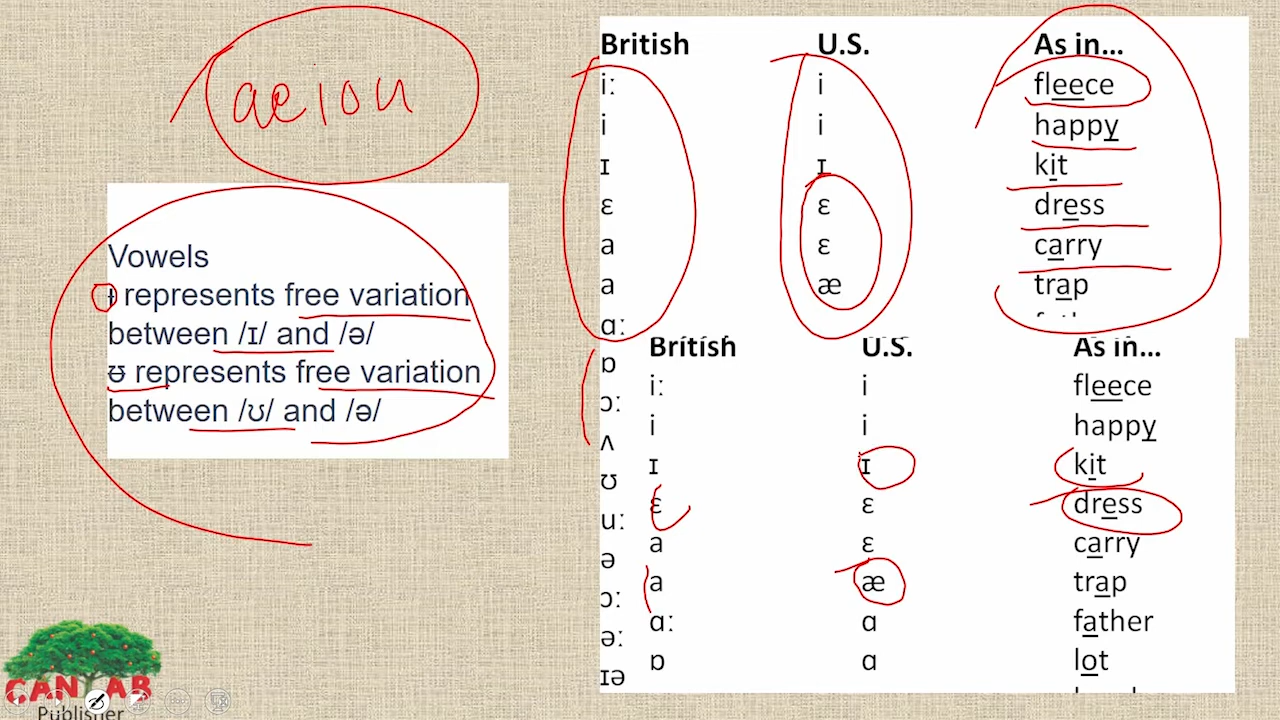 aeiou
Vowels
ɨ represents free variation
between /ɪ/ and /ə/
ʊ̵ represents free variation
between /ʊ/ and /ə/
British U.S. As in...
iː i fleece
i i happy
ɪ ɪ kit
ɛ ɛ dress
a ɛ carry
a æ trap
ɑː
ɒ
ɔː
ʌ
ʊ
uː
ə
ɔː
əː
ɪə
British U.S. As in...
iː i fleece
i i happy
ɪ ɪ kit
ɛ ɛ dress
a ɛ carry
a æ trap
ɑː ɑ father
ɒ ɑ lot
CANTAB
Publisher